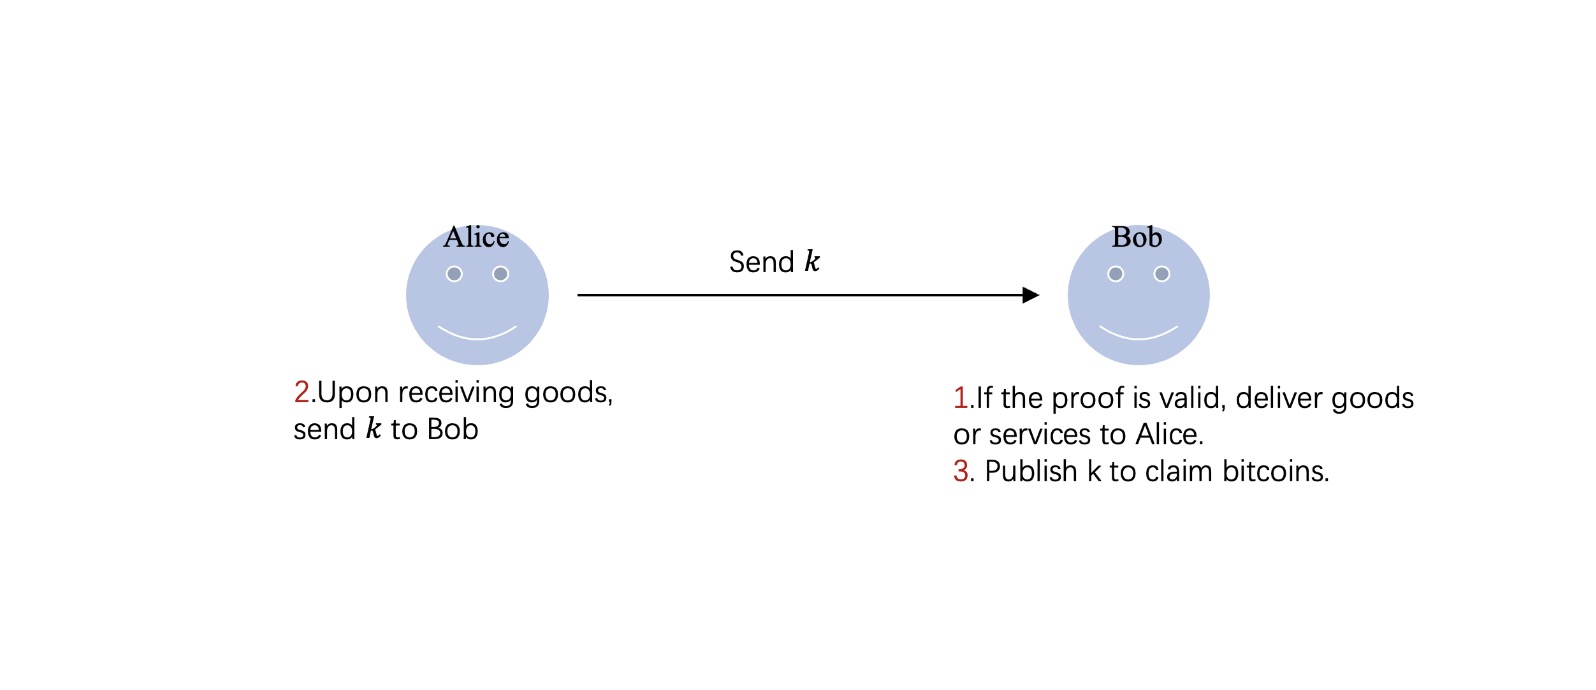 Alice
Bob
Send k
2.Upon receiving goods,
send k to Bob
1.If the proof is valid, deliver goods
or services to Alice.
3. Publish k to claim bitcoins.